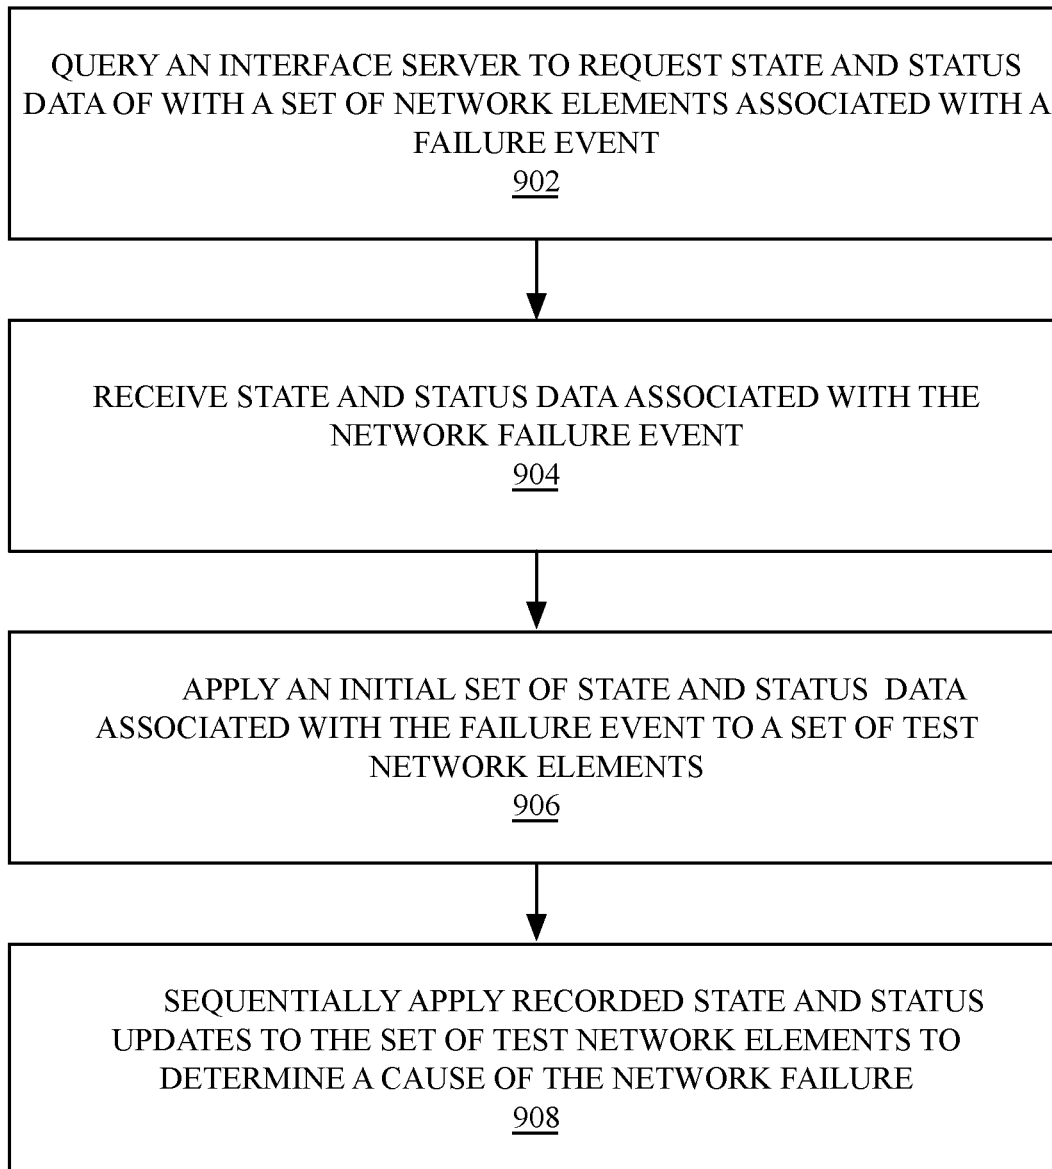 QUERY AN INTERFACE SERVER TO REQUEST STATE AND STATUS
DATA OF WITH A SET OF NETWORK ELEMENTS ASSOCIATED WITH A
FAILURE EVENT
902
RECEIVE STATE AND STATUS DATA ASSOCIATED WITH THE
NETWORK FAILURE EVENT
904
APPLY AN INITIAL SET OF STATE AND STATUS DATA
ASSOCIATED WITH THE FAILURE EVENT TO A SET OF TEST
NETWORK ELEMENTS
906
SEQUENTIALLY APPLY RECORDED STATE AND STATUS
UPDATES TO THE SET OF TEST NETWORK ELEMENTS TO
DETERMINE A CAUSE OF THE NETWORK FAILURE
908